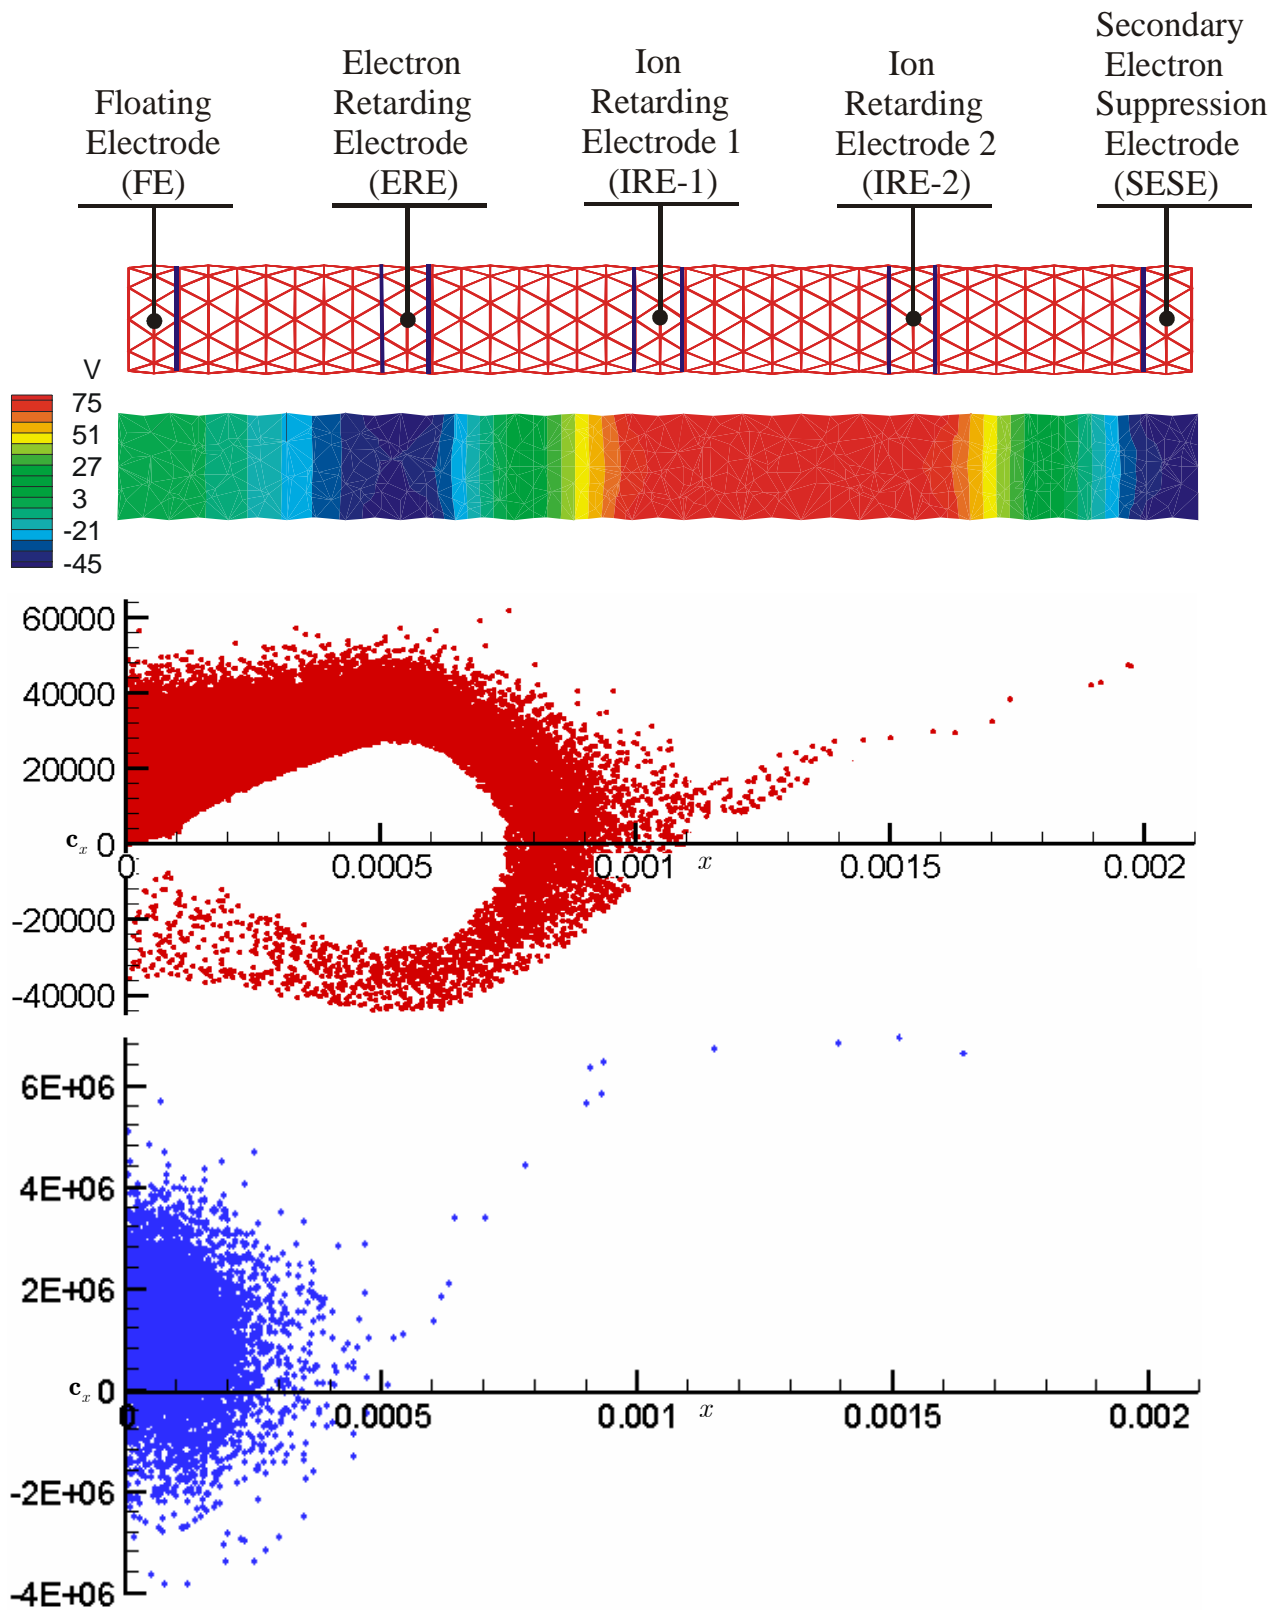 Floating
Electrode
(FE)
Electron
Retarding
Electrode
(ERE)
Ion
Retarding
Electrode 1
(IRE-1)
Ion
Retarding
Electrode 2
(IRE-2)
Secondary
Electron
Suppression
Electrode
(SESE)
V
75
51
27
3
-21
-45
60000
40000
20000
c_x 0
-20000
-40000
0 0.0005 0.001 x 0.0015 0.002
6E+06
4E+06
2E+06
c_x 0
-2E+06
-4E+06
0 0.0005 0.001 x 0.0015 0.002